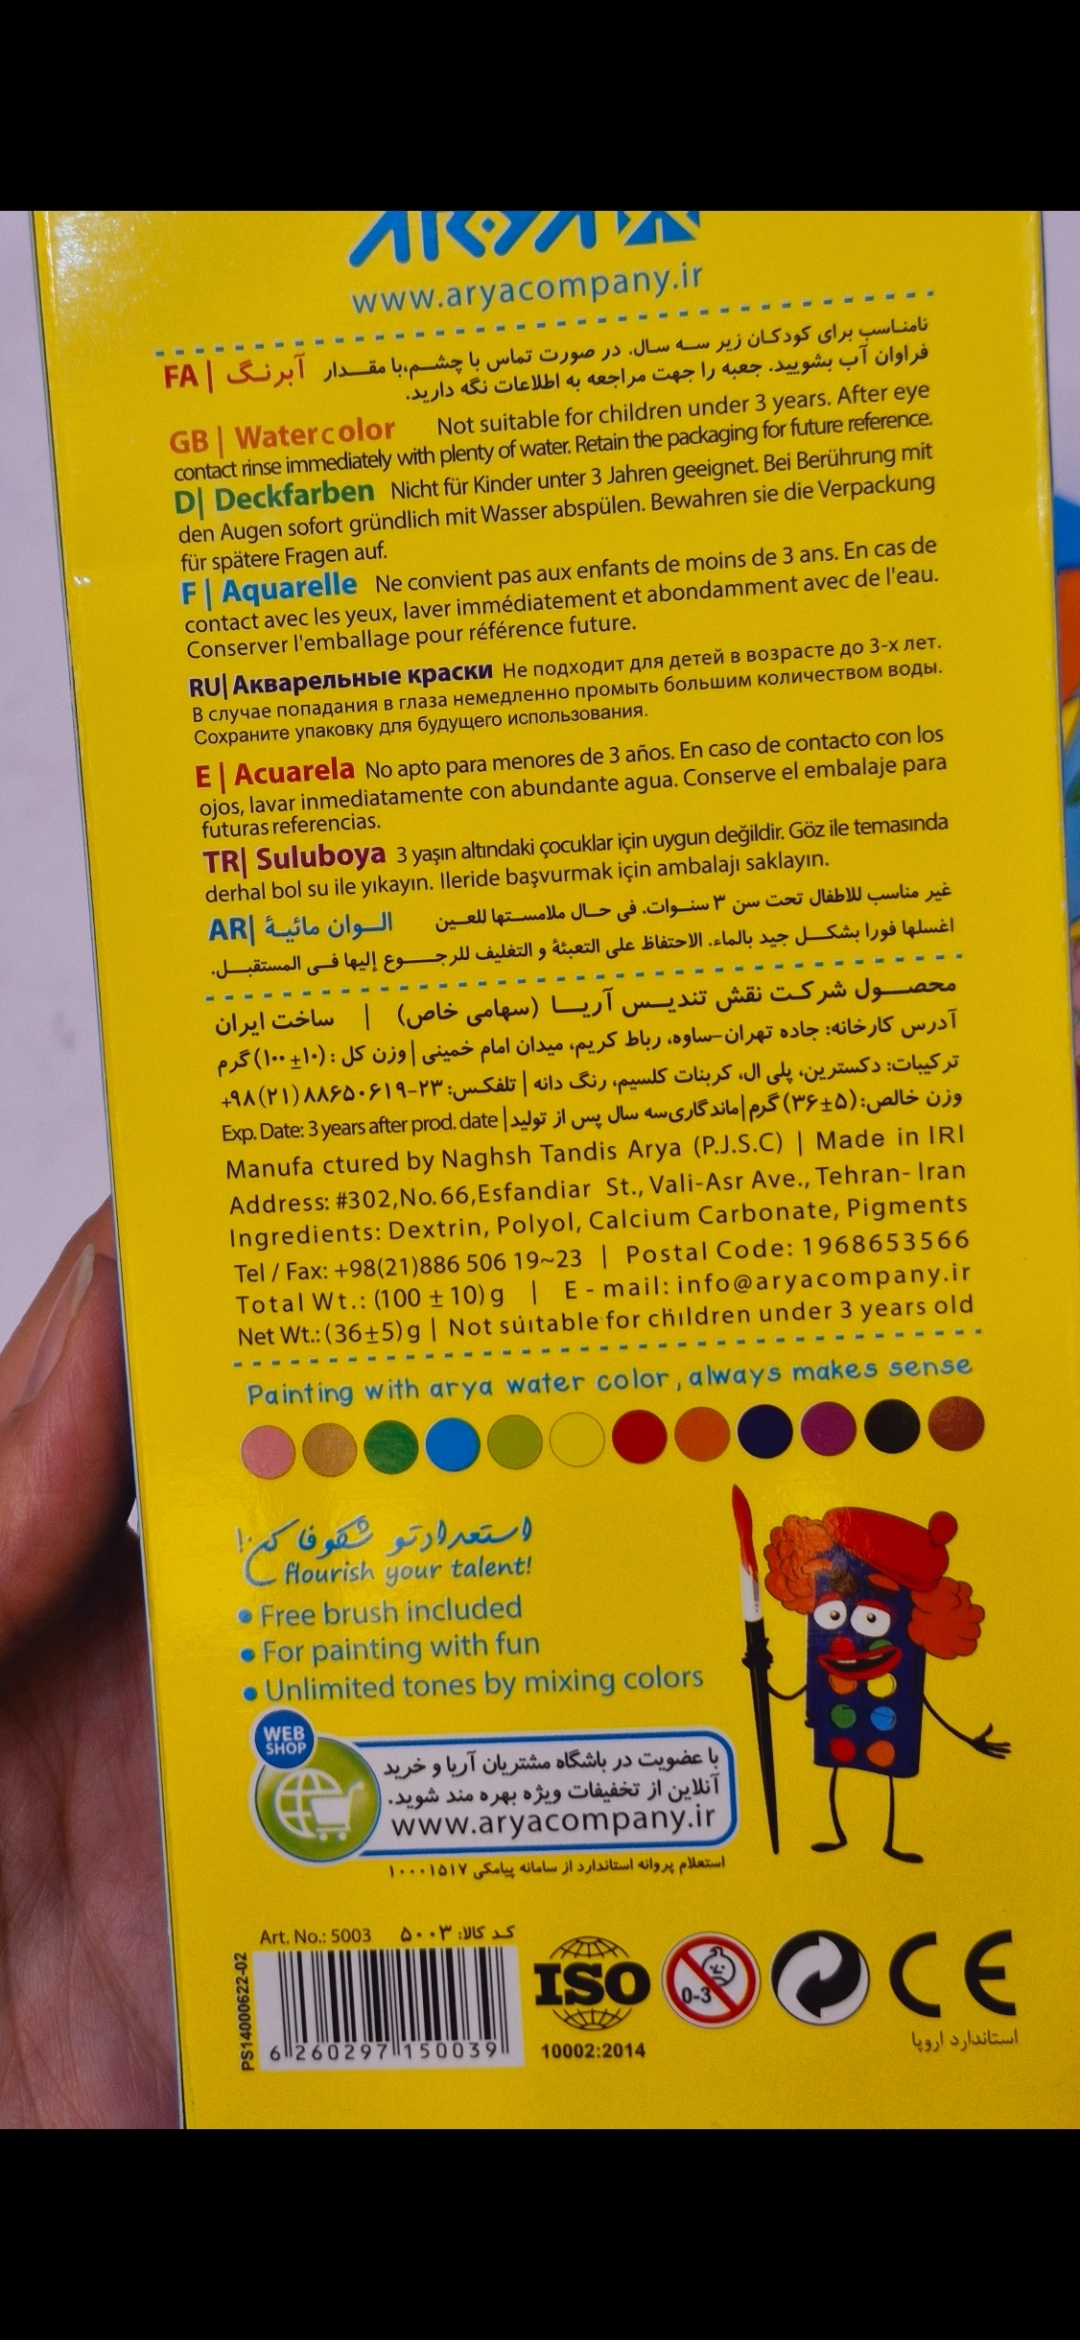 ARYA
www.aryacompany.ir
FA| آبرنگ نامناسب برای کودکان زیر سه سال. در صورت تماس با چشم، با مقدار
فراوان آب بشویید. جعبه را جهت مراجعه به اطلاعات نگه دارید.
GB | Watercolor Not suitable for children under 3 years. After eye
contact rinse immediately with plenty of water. Retain the packaging for future reference.
D| Deckfarben Nicht für Kinder unter 3 Jahren geeignet. Bei Berührung mit
den Augen sofort gründlich mit Wasser abspülen. Bewahren sie die Verpackung
für spätere Fragen auf.
F | Aquarelle Ne convient pas aux enfants de moins de 3 ans. En cas de
contact avec les yeux, laver immédiatement et abondamment avec de l'eau.
Conserver l'emballage pour référence future.
RU| Акварельные краски Не подходит для детей в возрасте до 3-х лет.
В случае попадания в глаза немедленно промыть большим количеством воды.
Сохраните упаковку для будущего использования.
E | Acuarela No apto para menores de 3 años. En caso de contacto con los
ojos, lavar inmediatamente con abundante agua. Conserve el embalaje para
futuras referencias.
TR| Suluboya 3 yaşın altındaki çocuklar için uygun değildir. Göz ile temasında
derhal bol su ile yıkayın. Ileride başvurmak için ambalajı saklayın.
AR| الوان مائیة غیر مناسب للاطفال تحت سن ۳ سنوات. فی حال ملامستها للعین
اغسلها فورا بشکل جید بالماء. الاحتفاظ علی التعبئة و التغلیف للرجوع إلیها فی المستقبل.
محصول شرکت نقش تندیس آریا (سهامی خاص) | ساخت ایران
آدرس کارخانه: جاده تهران-ساوه، رباط کریم، میدان امام خمینی | وزن کل : (۱۰±۱۰۰) گرم
ترکیبات: دکسترین، پلی ال، کربنات کلسیم، رنگ دانه | تلفکس: ۲۳-۸۸۶۵۰۶۱۹(۲۱)۹۸+
وزن خالص: (۵±۳۶) گرم|ماندگاری سه سال پس از تولید| Exp. Date: 3 years after prod. date
Manufa ctured by Naghsh Tandis Arya (P.J.S.C) | Made in IRI
Address: #302,No.66,Esfandiar St., Vali-Asr Ave., Tehran- Iran
Ingredients: Dextrin, Polyol, Calcium Carbonate, Pigments
Tel / Fax: +98(21)886 506 19~23 | Postal Code: 1968653566
Total Wt.: (100 ± 10) g | E - mail: info@aryacompany.ir
Net Wt.: (36±5) g | Not suitable for children under 3 years old
Painting with arya water color, always makes sense
استعدادتو شکوفا کن!
flourish your talent!
• Free brush included
• For painting with fun
• Unlimited tones by mixing colors
WEB
SHOP
با عضویت در باشگاه مشتریان آریا و خرید
آنلاین از تخفیفات ویژه بهره مند شوید.
www.aryacompany.ir
استعلام پروانه استاندارد از سامانه پیامکی ۱۰۰۰۱۵۱۷
Art. No.: 5003 کد کالا: ۵۰۰۳
PS14000622-02
6 260297 150039
ISO
10002:2014
0-3
CE
استاندارد اروپا